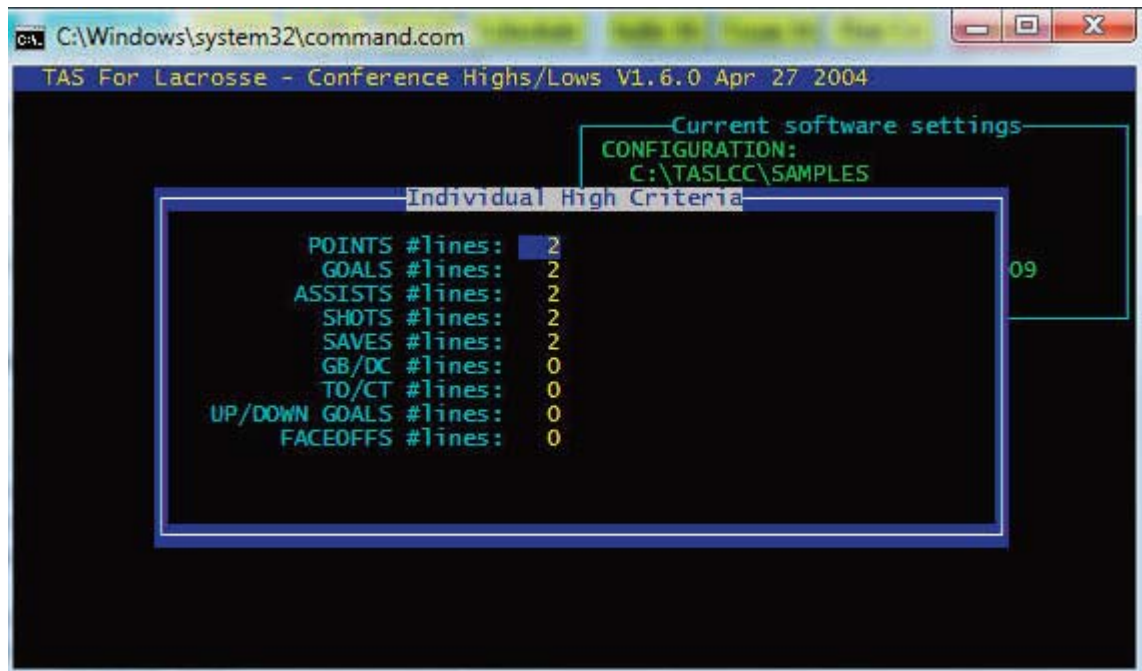 C:\Windows\system32\command.com
TAS For Lacrosse - Conference Highs/Lows V1.6.0 Apr 27 2004
Current software settings
CONFIGURATION:
C:\TASLCC\SAMPLES
Individual High Criteria
POINTS #lines: 2
GOALS #lines: 2
09
ASSISTS #lines: 2
SHOTS #lines: 2
SAVES #lines: 2
GB/DC #lines: 0
TO/CT #lines: 0
UP/DOWN GOALS #lines: 0
FACEOFFS #lines: 0